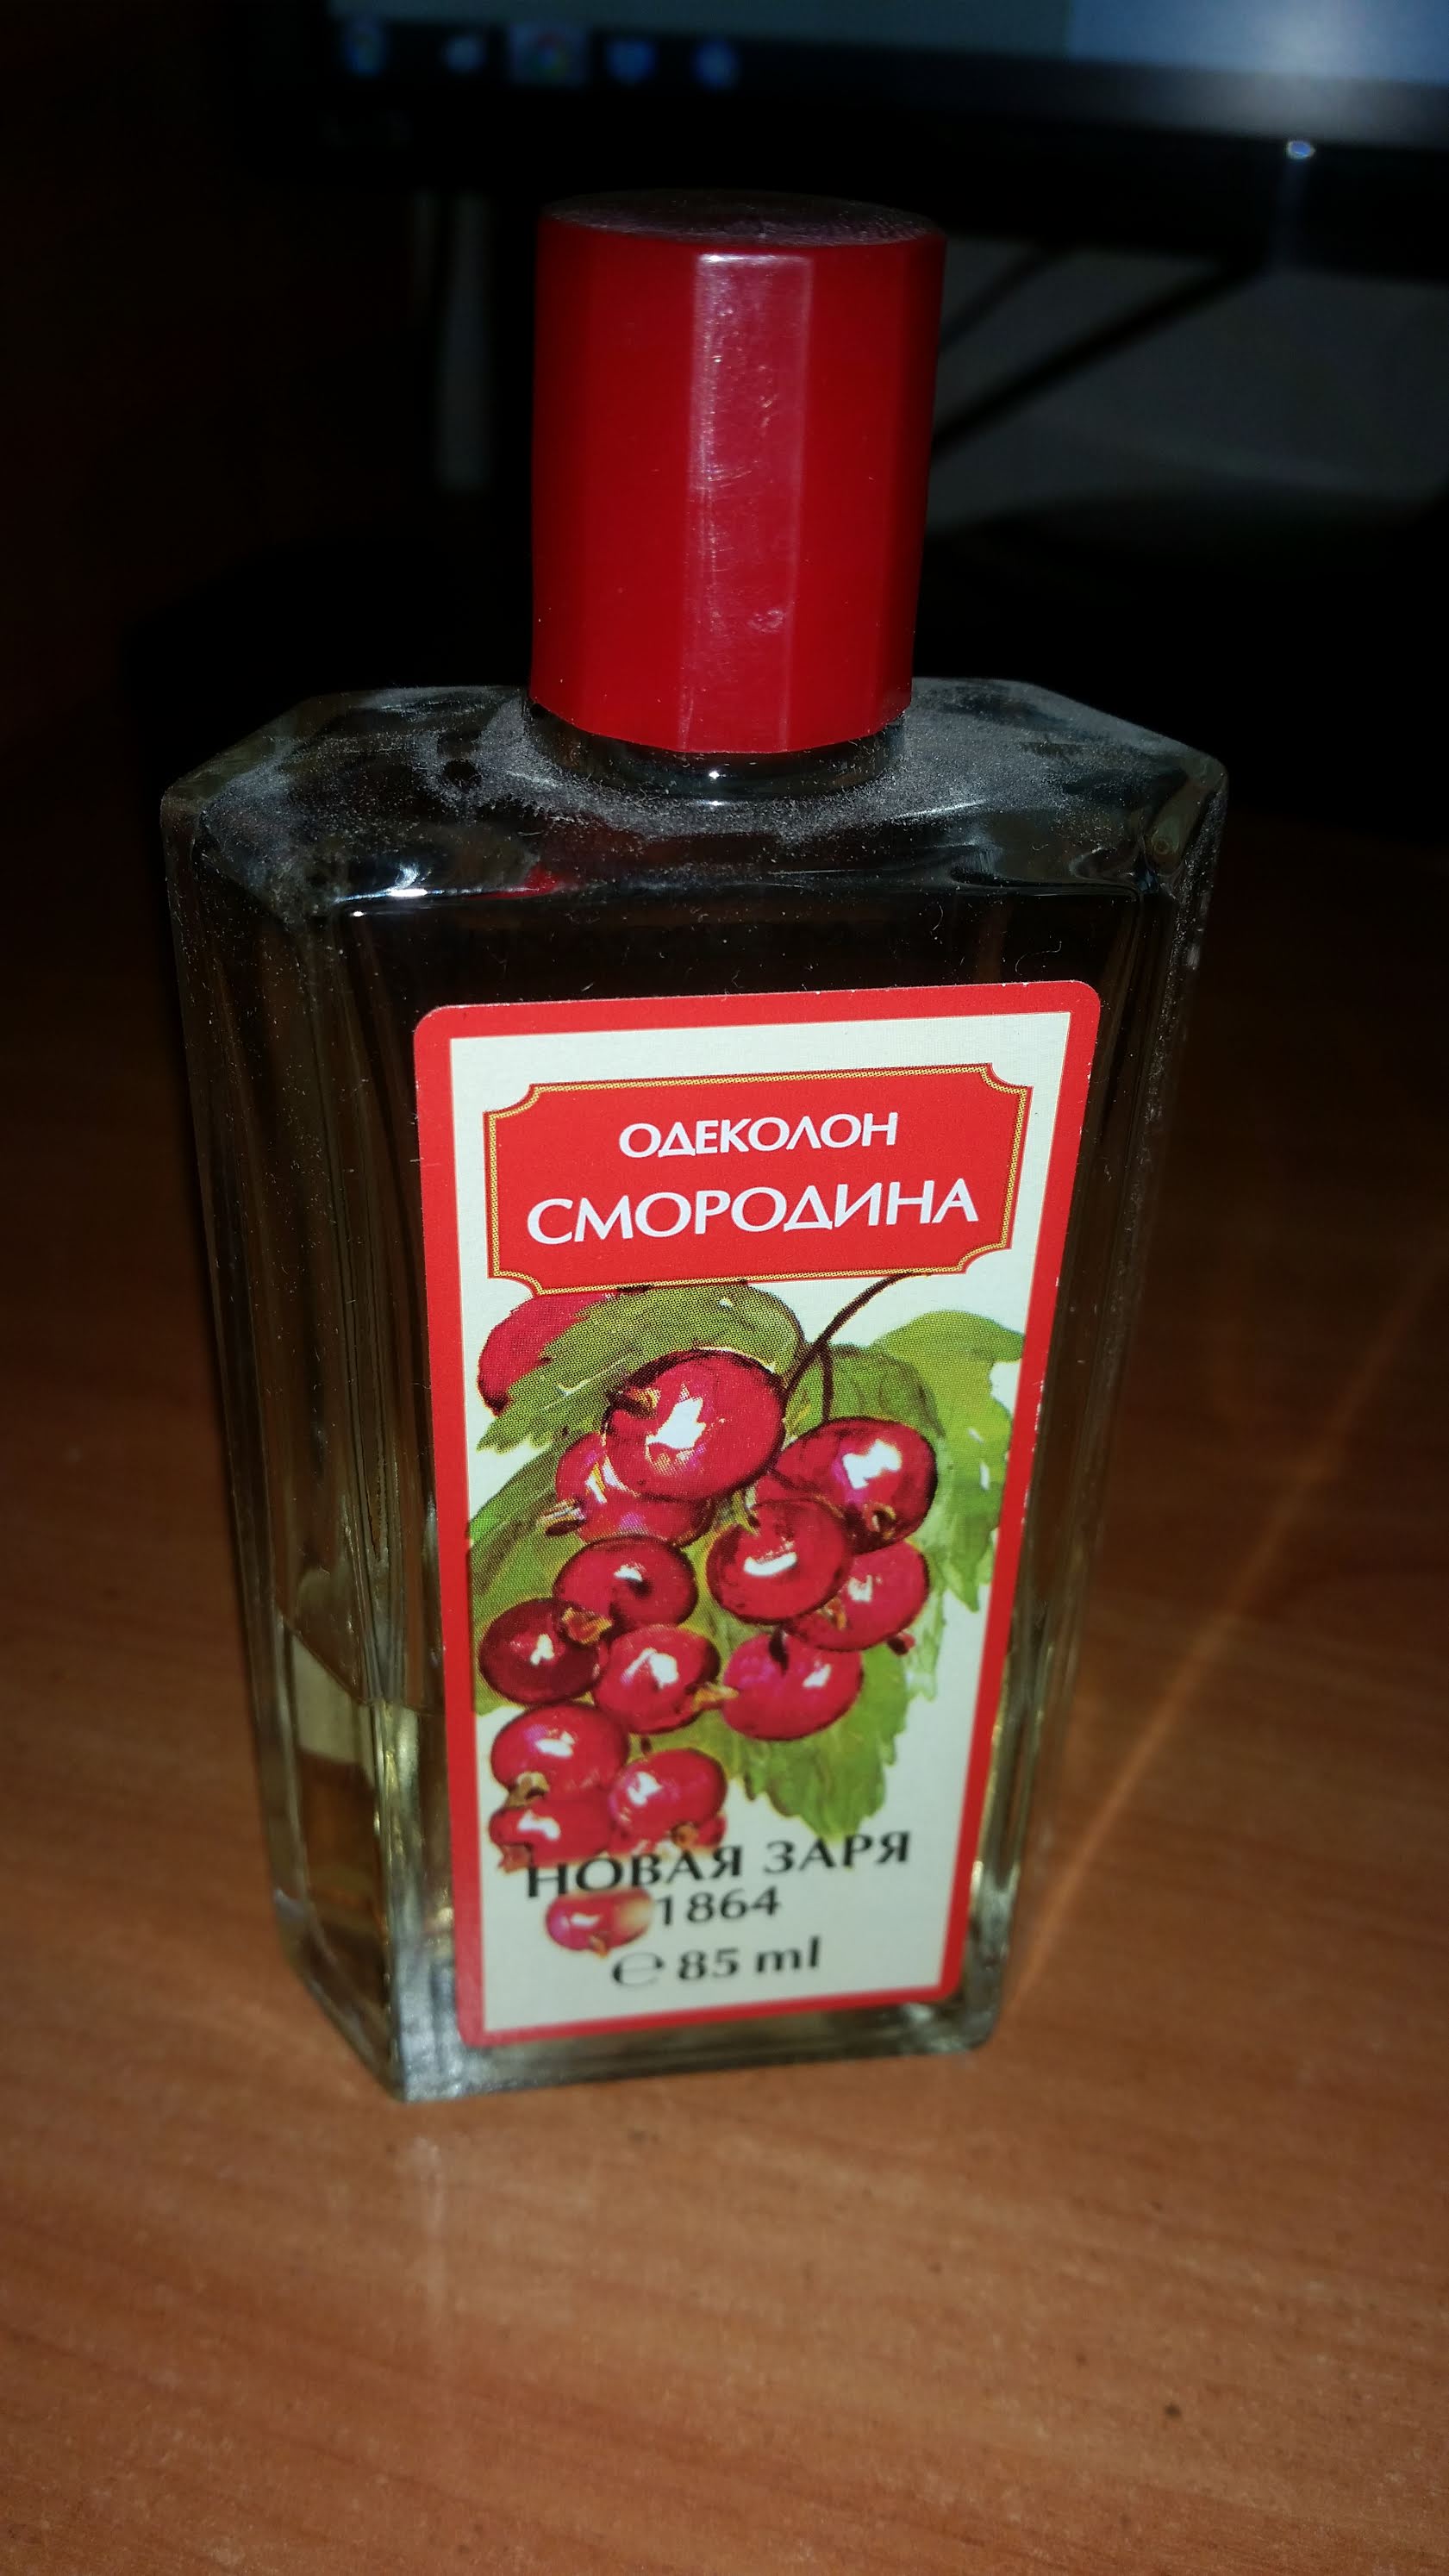 ОДЕКОЛОН
СМОРОДИНА
НОВАЯ ЗАРЯ
1864
℮ 85 ml